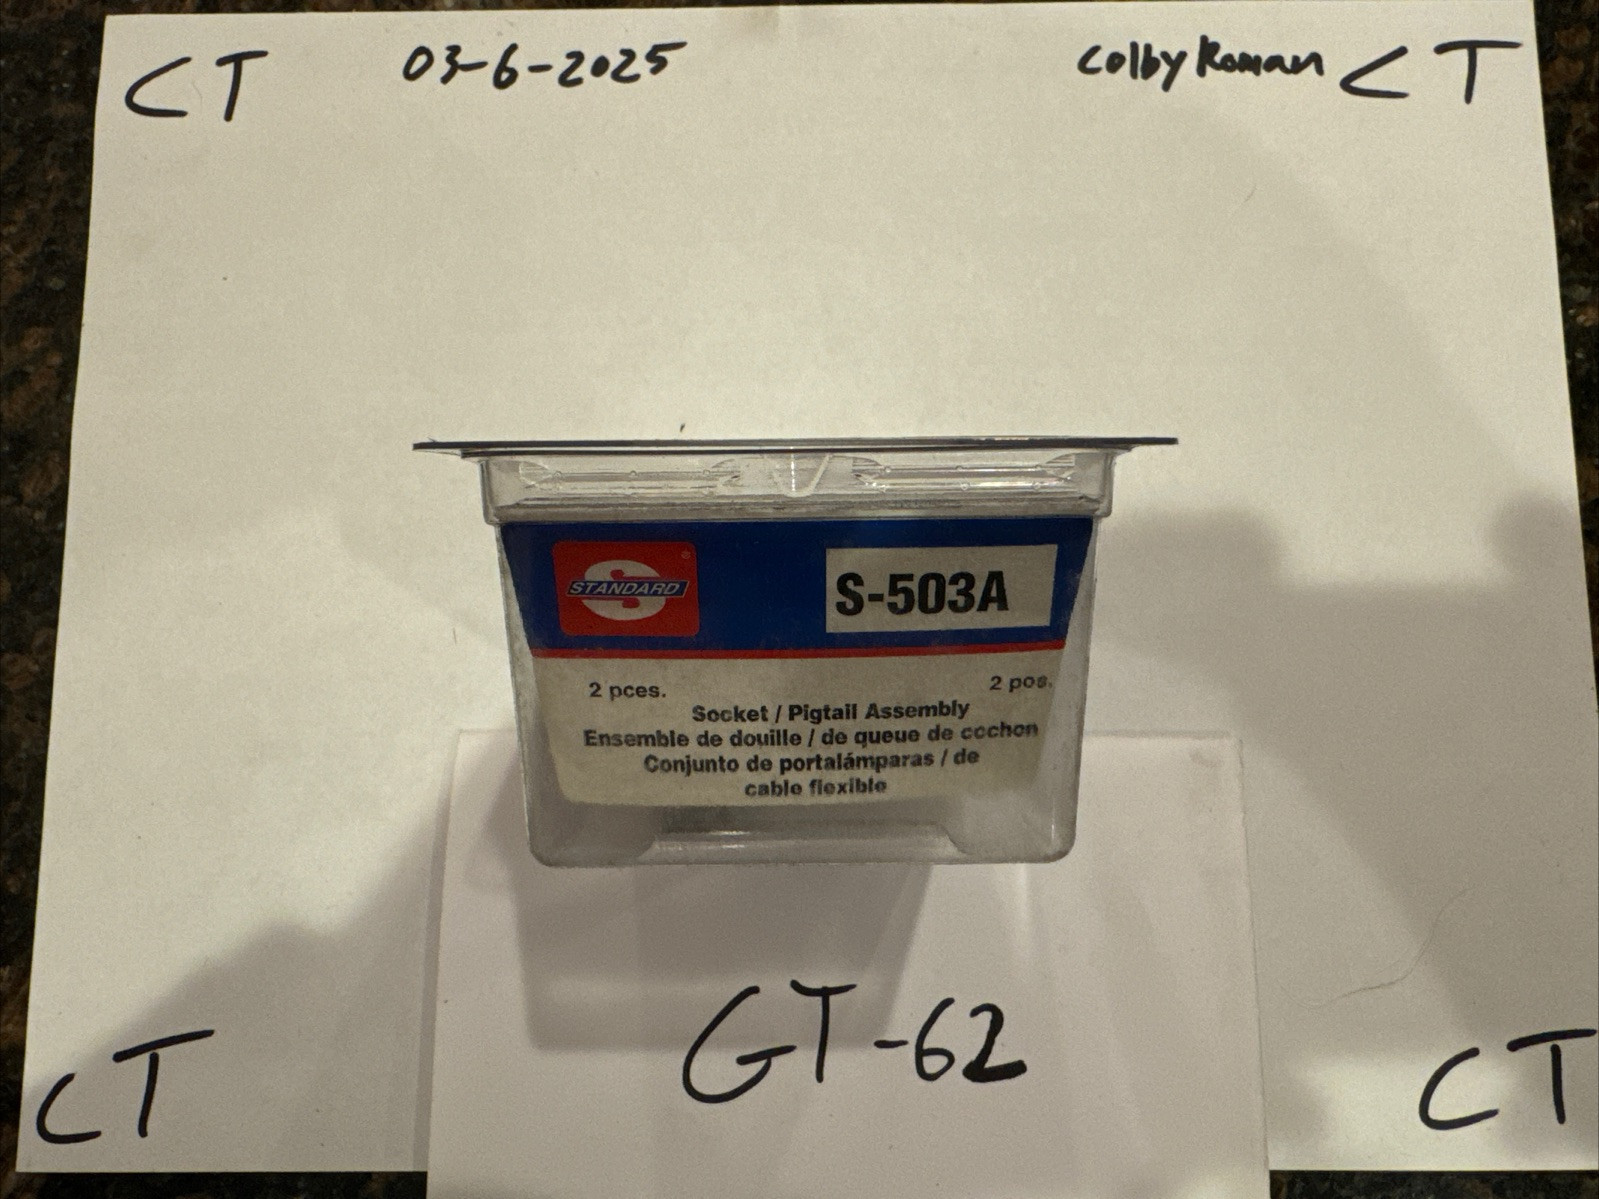 CT 03-6-2025 Colby Roman CT
S
STANDARD®
S-503A
2 pces. 2 pos.
Socket / Pigtail Assembly
Ensemble de douille / de queue de cochon
Conjunto de portalámparas / de
cable flexible
GT-62
CT CT